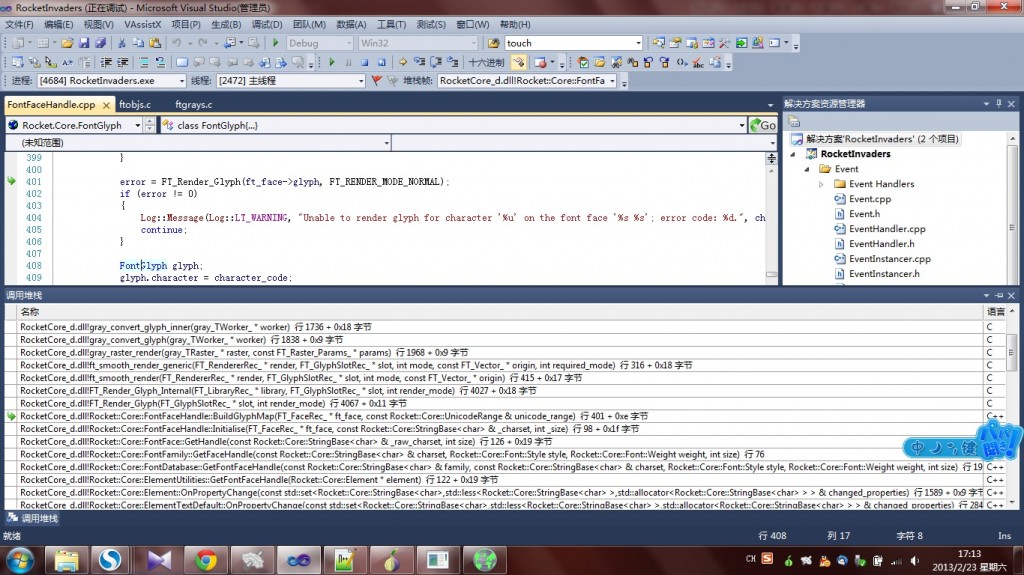 RocketInvaders (正在调试) - Microsoft Visual Studio(管理员)
文件(F) 编辑(E) 视图(V) VAssistX 项目(P) 生成(B) 调试(D) 团队(M) 数据(A) 工具(T) 测试(S) 窗口(W) 帮助(H)
Debug Win32 touch
十六进制
进程: [4684] RocketInvaders.exe 线程: [2472] 主线程 堆栈帧: RocketCore_d.dll!Rocket::Core::FontFa
FontFaceHandle.cpp ftobjs.c ftgrays.c
Rocket.Core.FontGlyph class FontGlyph{...} Go
(未知范围)
399 }
400
401 error = FT_Render_Glyph(ft_face->glyph, FT_RENDER_MODE_NORMAL);
402 if (error != 0)
403 {
404 Log::Message(Log::LT_WARNING, "Unable to render glyph for character '%u' on the font face '%s %s'; error code: %d.", ch
405 continue;
406 }
407
408 FontGlyph glyph;
409 glyph.character = character_code;
解决方案资源管理器
解决方案'RocketInvaders' (2 个项目)
RocketInvaders
Event
Event Handlers
Event.cpp
Event.h
EventHandler.cpp
EventHandler.h
EventInstancer.cpp
EventInstancer.h
调用堆栈
名称 语言
RocketCore_d.dll!gray_convert_glyph_inner(gray_TWorker_ * worker) 行 1736 + 0x18 字节 C
RocketCore_d.dll!gray_convert_glyph(gray_TWorker_ * worker) 行 1838 + 0x9 字节 C
RocketCore_d.dll!gray_raster_render(gray_TRaster_ * raster, const FT_Raster_Params_ * params) 行 1968 + 0x9 字节 C
RocketCore_d.dll!ft_smooth_render_generic(FT_RendererRec_ * render, FT_GlyphSlotRec_ * slot, int mode, const FT_Vector_ * origin, int required_mode) 行 316 + 0x18 字节 C
RocketCore_d.dll!ft_smooth_render(FT_RendererRec_ * render, FT_GlyphSlotRec_ * slot, int mode, const FT_Vector_ * origin) 行 415 + 0x17 字节 C
RocketCore_d.dll!FT_Render_Glyph_Internal(FT_LibraryRec_ * library, FT_GlyphSlotRec_ * slot, int render_mode) 行 4027 + 0x18 字节 C
RocketCore_d.dll!FT_Render_Glyph(FT_GlyphSlotRec_ * slot, int render_mode) 行 4067 + 0x11 字节 C
RocketCore_d.dll!Rocket::Core::FontFaceHandle::BuildGlyphMap(FT_FaceRec_ * ft_face, const Rocket::Core::UnicodeRange & unicode_range) 行 401 + 0xe 字节 C++
RocketCore_d.dll!Rocket::Core::FontFaceHandle::Initialise(FT_FaceRec_ * ft_face, const Rocket::Core::StringBase<char> & _charset, int _size) 行 98 + 0x1f 字节 C++
RocketCore_d.dll!Rocket::Core::FontFace::GetHandle(const Rocket::Core::StringBase<char> & _raw_charset, int size) 行 126 + 0x19 字节
RocketCore_d.dll!Rocket::Core::FontFamily::GetFaceHandle(const Rocket::Core::StringBase<char> & charset, Rocket::Core::Font::Style style, Rocket::Core::Font::Weight weight, int size) 行 76
RocketCore_d.dll!Rocket::Core::FontDatabase::GetFontFaceHandle(const Rocket::Core::StringBase<char> & family, const Rocket::Core::StringBase<char> & charset, Rocket::Core::Font::Style style, Rocket::Core::Font::Weight weight, int size) 行 19 C++
RocketCore_d.dll!Rocket::Core::ElementUtilities::GetFontFaceHandle(Rocket::Core::Element * element) 行 122 + 0x19 字节 C++
RocketCore_d.dll!Rocket::Core::Element::OnPropertyChange(const std::set<Rocket::Core::StringBase<char>,std::less<Rocket::Core::StringBase<char> >,std::allocator<Rocket::Core::StringBase<char> > > & changed_properties) 行 1589 + 0x9 字 C++
RocketCore_d.dll!Rocket::Core::ElementTextDefault::OnPropertyChange(const std::set<Rocket::Core::StringBase<char>,std::less<Rocket::Core::StringBase<char> >,std::allocator<Rocket::Core::StringBase<char> > > & changed_properties) 行 284 C++
中 键
调用堆栈
就绪 行 408 列 17 字符 8 Ins
CH 17:13
2013/2/23 星期六